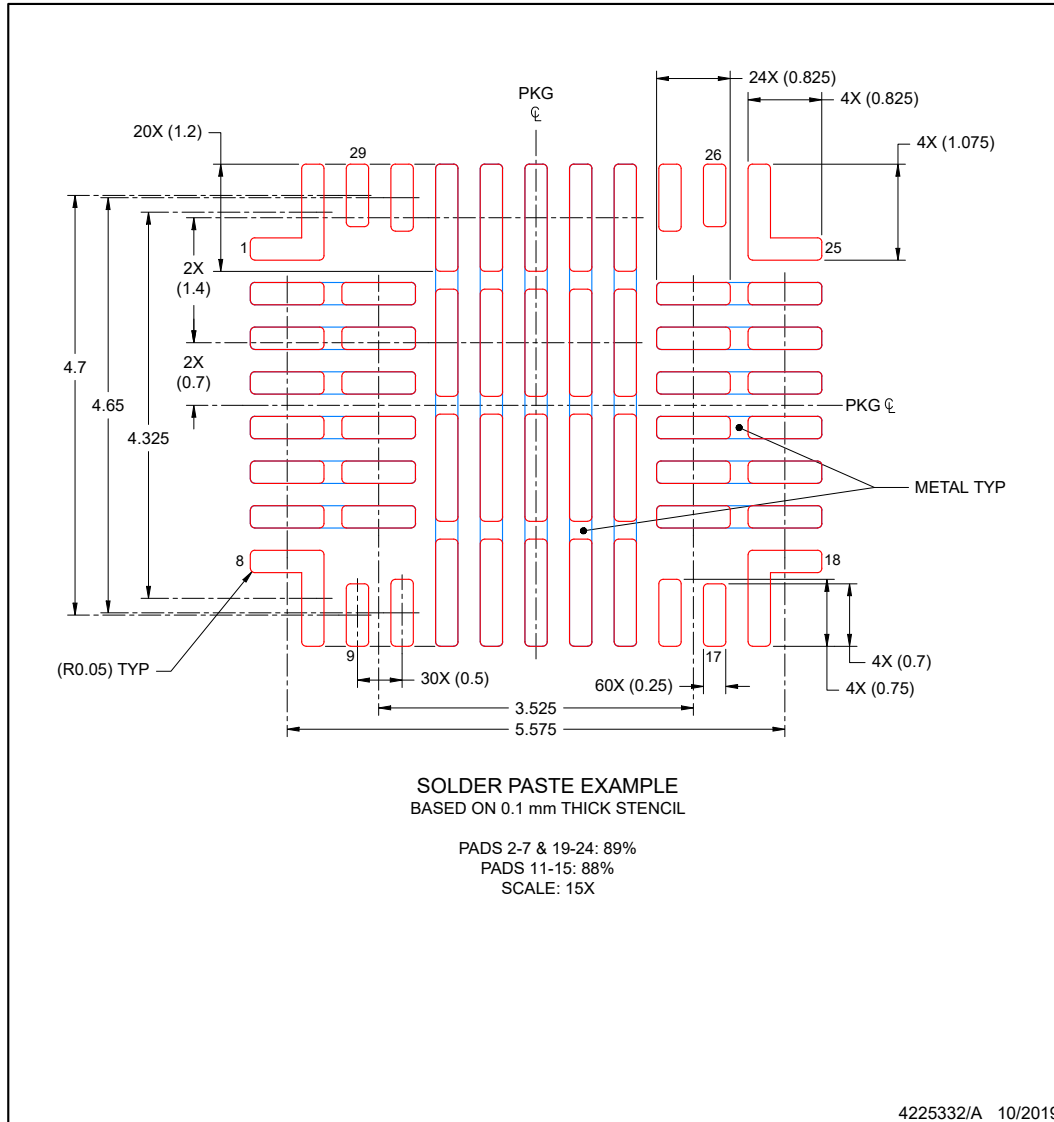 24X (0.825)
PKG
℄
4X (0.825)
20X (1.2)
4X (1.075)
29
26
1
25
2X
(1.4)
2X
(0.7)
4.7
4.65
4.325
PKG ℄
METAL TYP
8
18
(R0.05) TYP
9
17
30X (0.5)
60X (0.25)
4X (0.7)
4X (0.75)
3.525
5.575
SOLDER PASTE EXAMPLE
BASED ON 0.1 mm THICK STENCIL
PADS 2-7 & 19-24: 89%
PADS 11-15: 88%
SCALE: 15X
4225332/A 10/2019